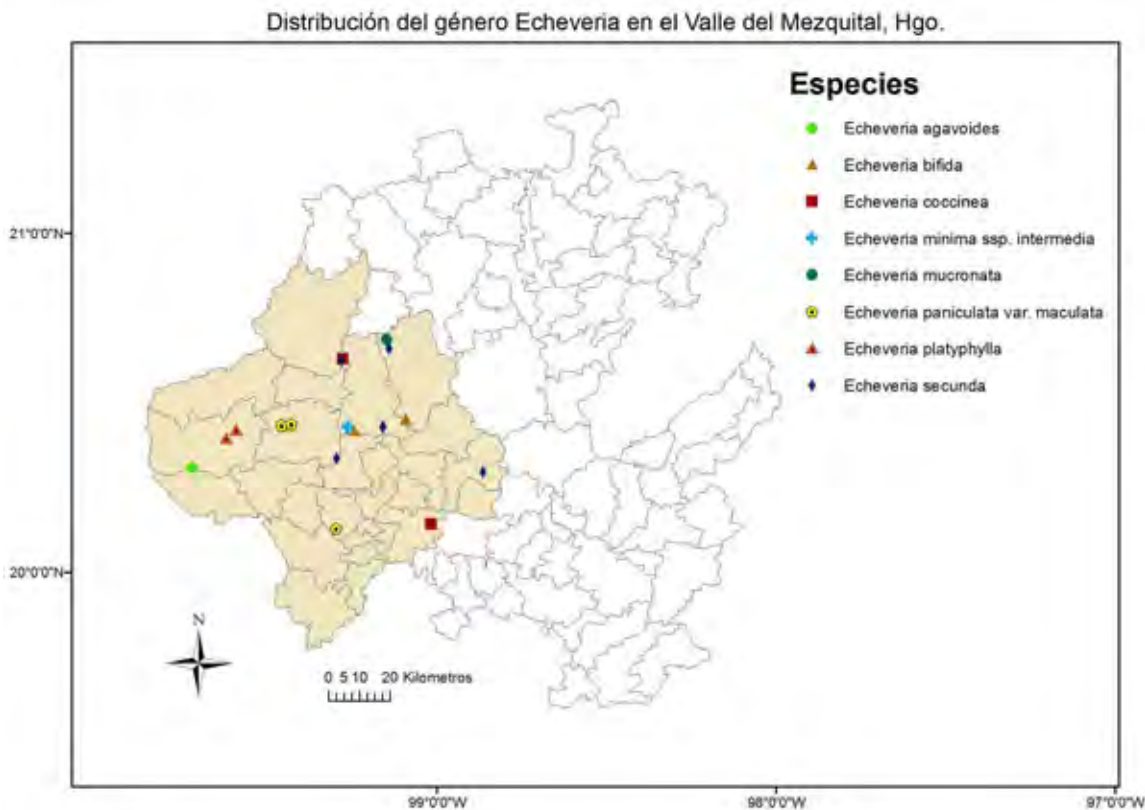 Distribución del género Echeveria en el Valle del Mezquital, Hgo.
Especies
Echeveria agavoides
Echeveria bifida
Echeveria coccinea
Echeveria minima ssp. intermedia
Echeveria mucronata
Echeveria paniculata var. maculata
Echeveria platyphylla
Echeveria secunda
21°0'0"N
20°0'0"N
N
0 5 10 20 Kilometros
99°0'0"W
98°0'0"W
97°0'0"W